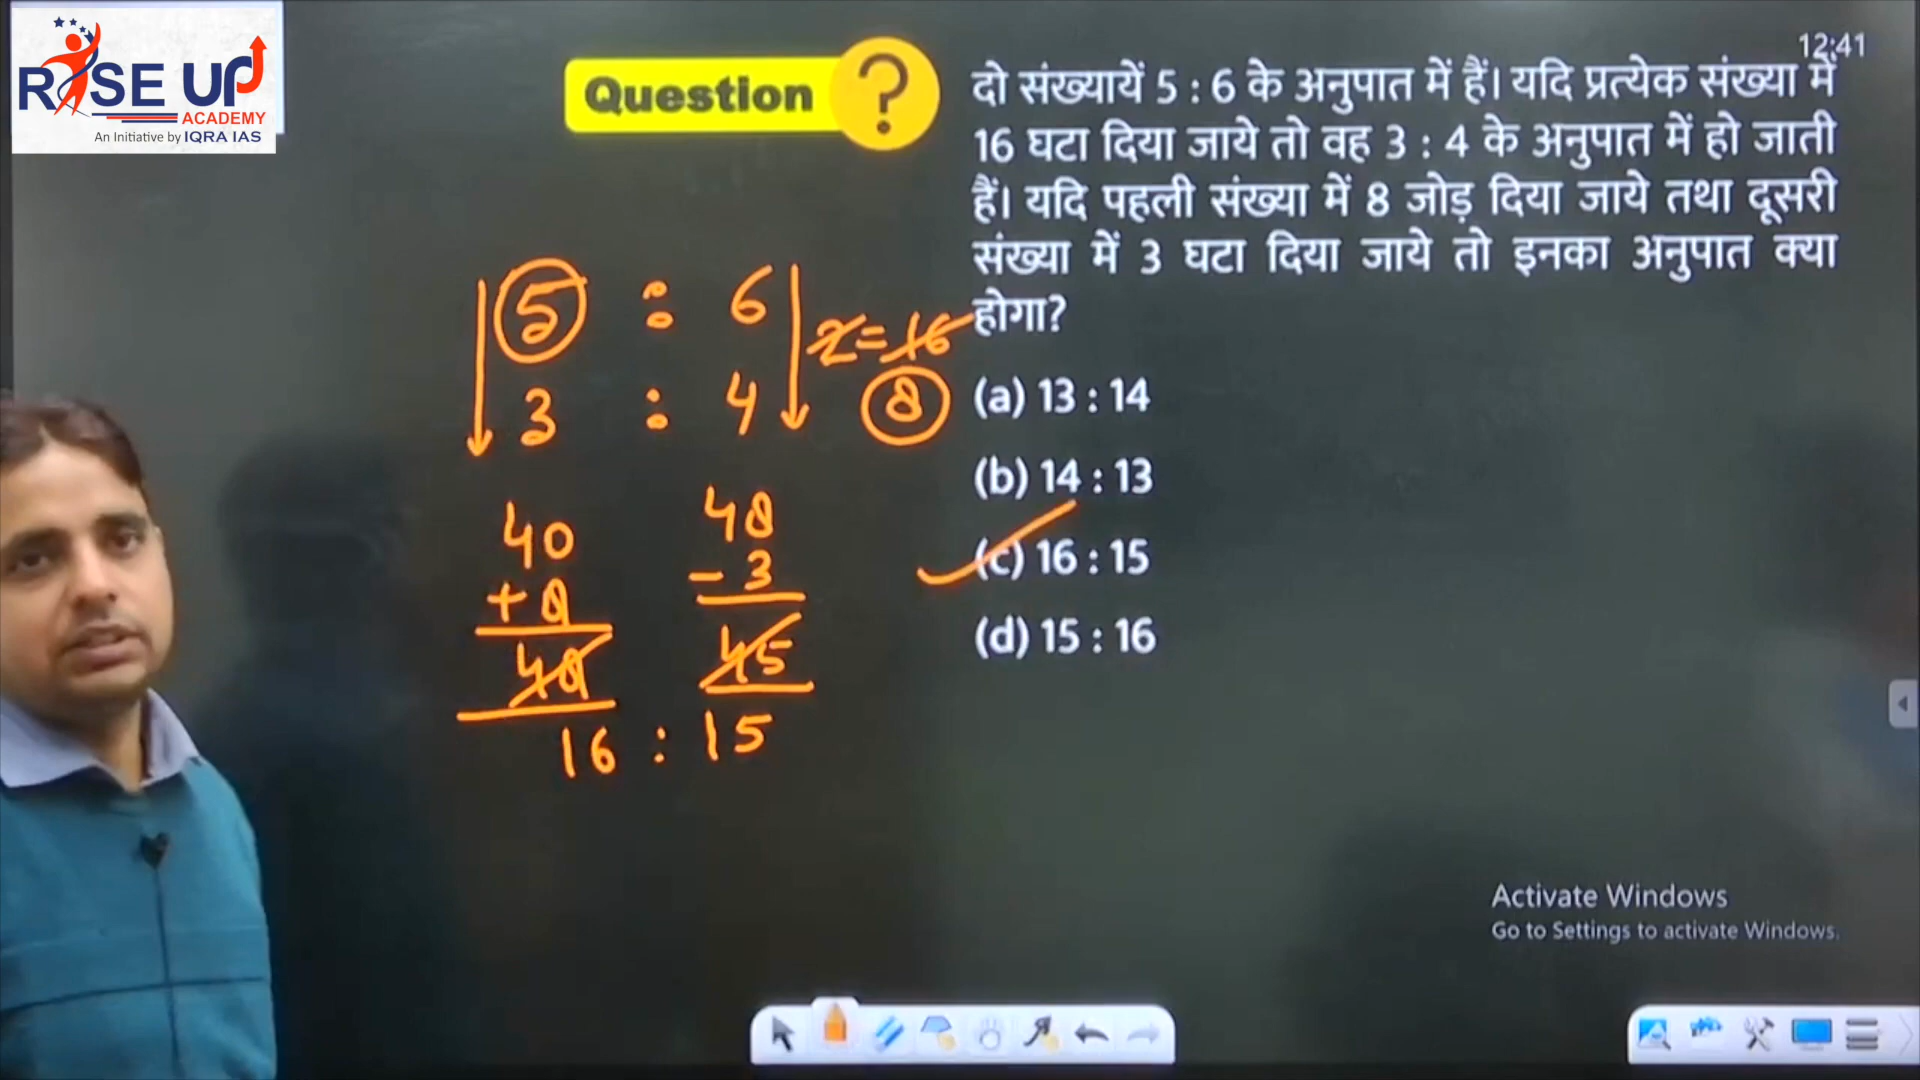 RISE UP
ACADEMY
An Initiative by IQRA IAS
Question ?
12:41
दो संख्यायें 5 : 6 के अनुपात में हैं। यदि प्रत्येक संख्या में
16 घटा दिया जाये तो वह 3 : 4 के अनुपात में हो जाती
हैं। यदि पहली संख्या में 8 जोड़ दिया जाये तथा दूसरी
संख्या में 3 घटा दिया जाये तो इनका अनुपात क्या
होगा?
(a) 13 : 14
(b) 14 : 13
(c) 16 : 15
(d) 15 : 16
5 : 6
2=16
3 : 4
8
40 48
+8 -3
48 45
16 : 15
Activate Windows
Go to Settings to activate Windows.